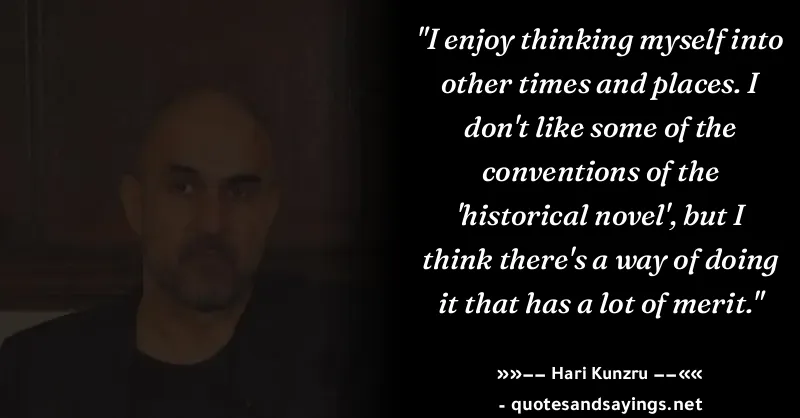 "I enjoy thinking myself into
other times and places. I
don't like some of the
conventions of the
'historical novel', but I
think there's a way of doing
it that has a lot of merit."
»»–– Hari Kunzru ––««
- quotesandsayings.net